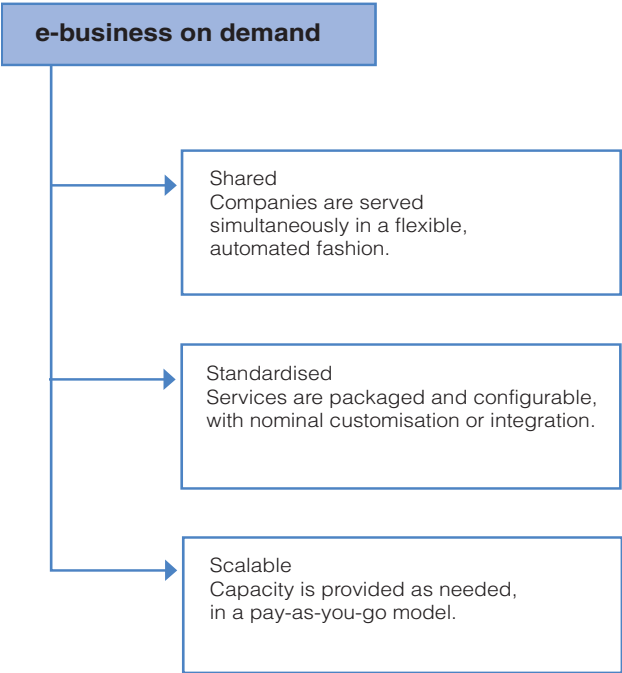 e-business on demand
Shared
Companies are served
simultaneously in a flexible,
automated fashion.
Standardised
Services are packaged and configurable,
with nominal customisation or integration.
Scalable
Capacity is provided as needed,
in a pay-as-you-go model.